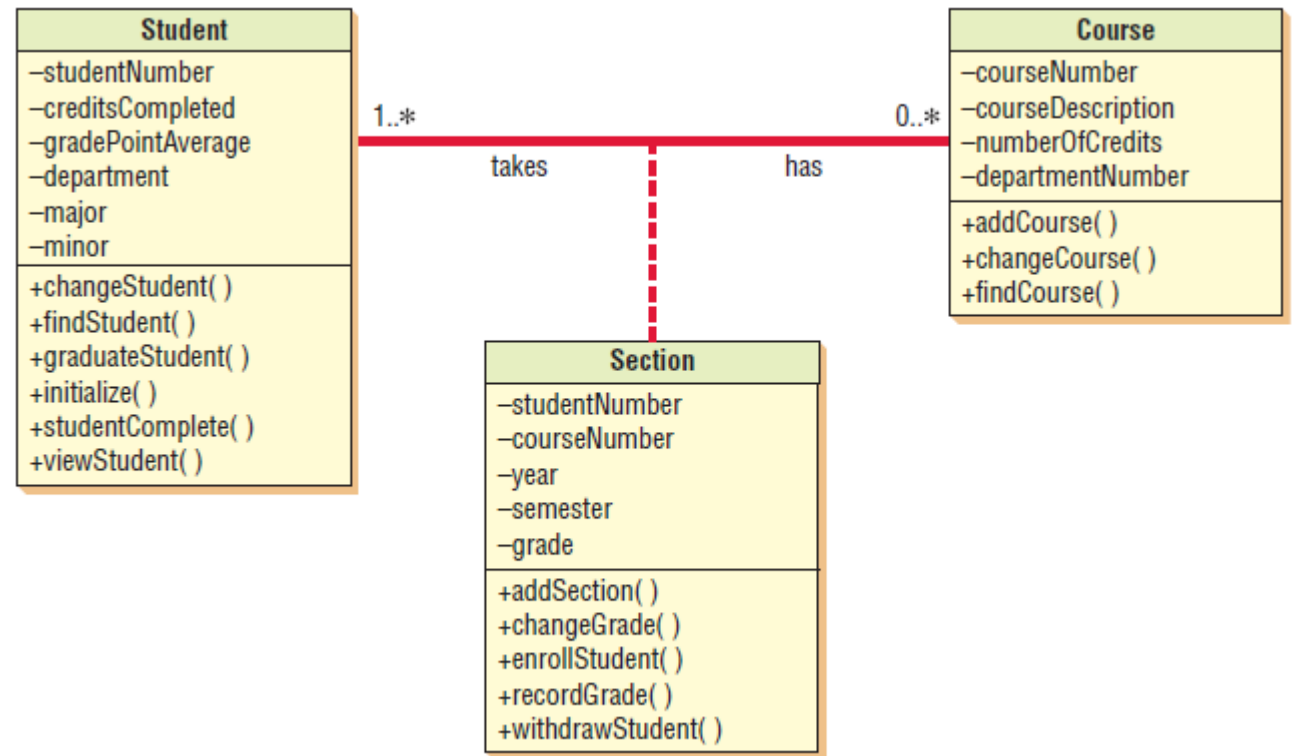 Student
–studentNumber
–creditsCompleted
–gradePointAverage
–department
–major
–minor
+changeStudent( )
+findStudent( )
+graduateStudent( )
+initialize( )
+studentComplete( )
+viewStudent( )
1..*
takes
0..*
has
Course
–courseNumber
–courseDescription
–numberOfCredits
–departmentNumber
+addCourse( )
+changeCourse( )
+findCourse( )
Section
–studentNumber
–courseNumber
–year
–semester
–grade
+addSection( )
+changeGrade( )
+enrollStudent( )
+recordGrade( )
+withdrawStudent( )